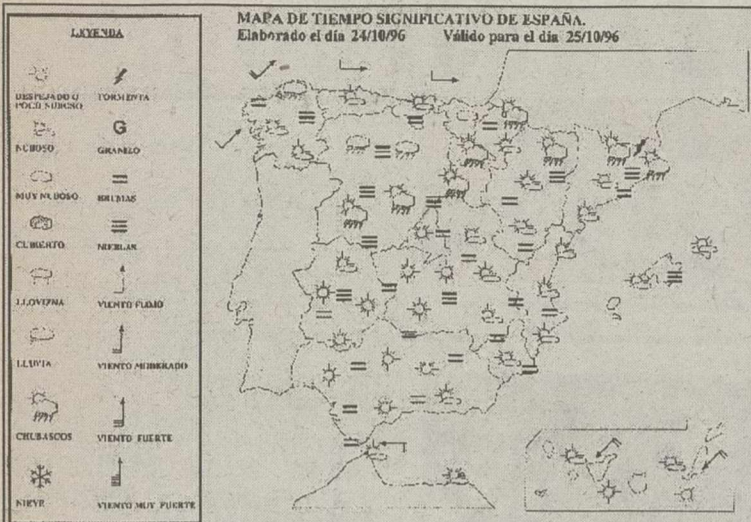 MAPA DE TIEMPO SIGNIFICATIVO DE ESPAÑA.
Elaborado el día 24/10/96 Válido para el día 25/10/96
LEYENDA
DESPEJADO O POCO NUBOSO
TORMENTA
NUBOSO
G
GRANIZO
MUY NUBOSO
BRUMAS
CUBIERTO
NIEBLAS
LLOVIZNA
VIENTO FLOJO
LLUVIA
VIENTO MODERADO
CHUBASCOS
VIENTO FUERTE
NIEVE
VIENTO MUY FUERTE